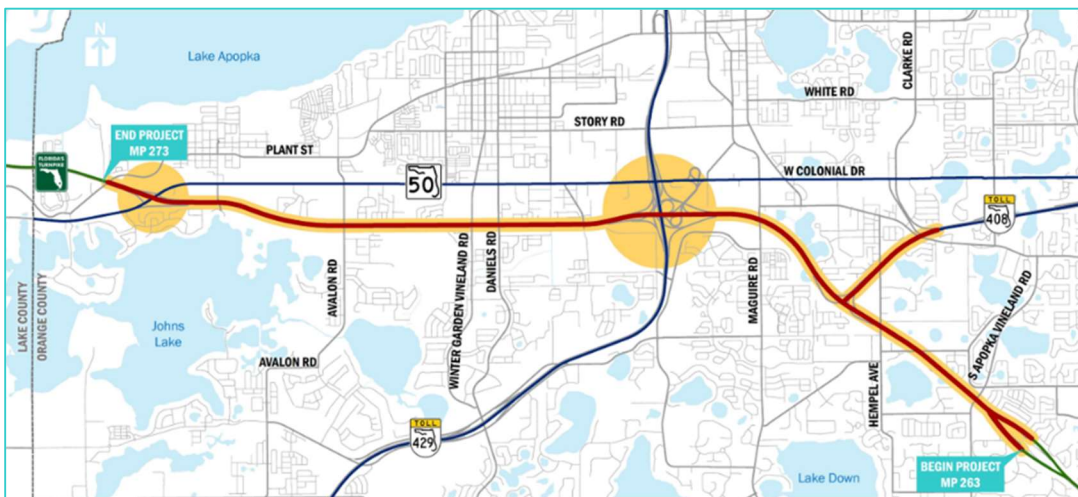 Lake Apopka
CLARKE RD
WHITE RD
STORY RD
END PROJECT
MP 273
PLANT ST
FLORIDA'S
TURNPIKE
50
W COLONIAL DR
TOLL
408
LAKE COUNTY
ORANGE COUNTY
Johns
Lake
AVALON RD
AVALON RD
WINTER GARDEN VINELAND RD
DANIELS RD
MAGUIRE RD
S APOPKA VINELAND RD
HEMPEL AVE
TOLL
429
Lake Down
BEGIN PROJECT
MP 263
N